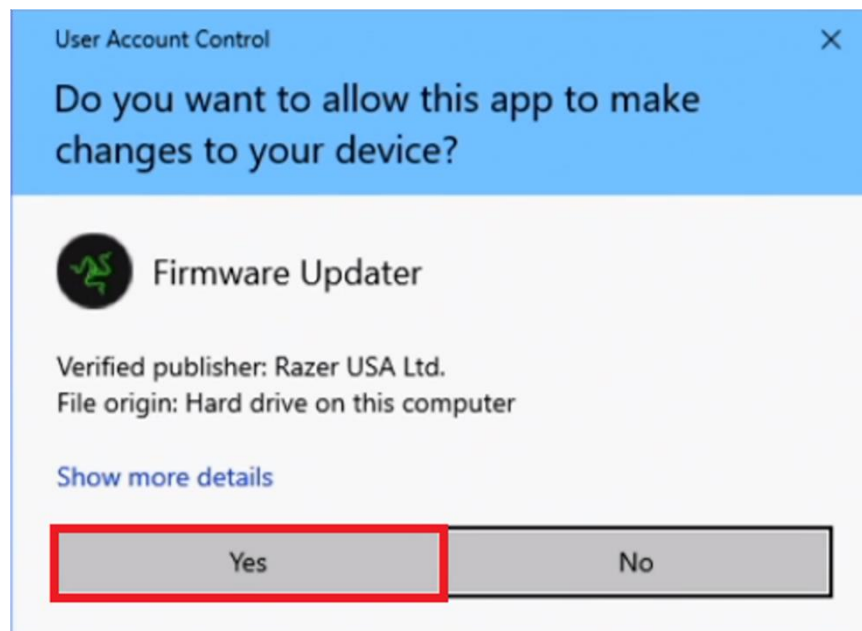 User Account Control
Do you want to allow this app to make
changes to your device?
Firmware Updater
Verified publisher: Razer USA Ltd.
File origin: Hard drive on this computer
Show more details
Yes
No